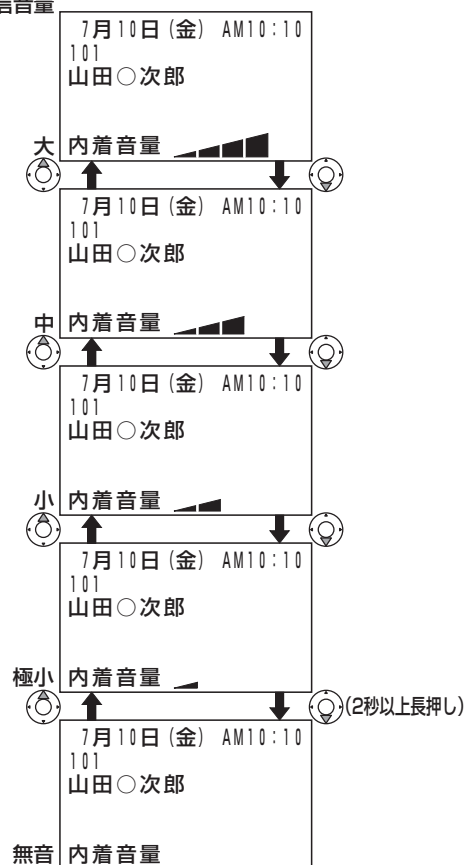 音量
7月10日(金) AM10:10
101
山田○次郎
大 内着音量
7月10日(金) AM10:10
101
山田○次郎
中 内着音量
7月10日(金) AM10:10
101
山田○次郎
小 内着音量
7月10日(金) AM10:10
101
山田○次郎
極小 内着音量
(2秒以上長押し)
7月10日(金) AM10:10
101
山田○次郎
無音 内着音量